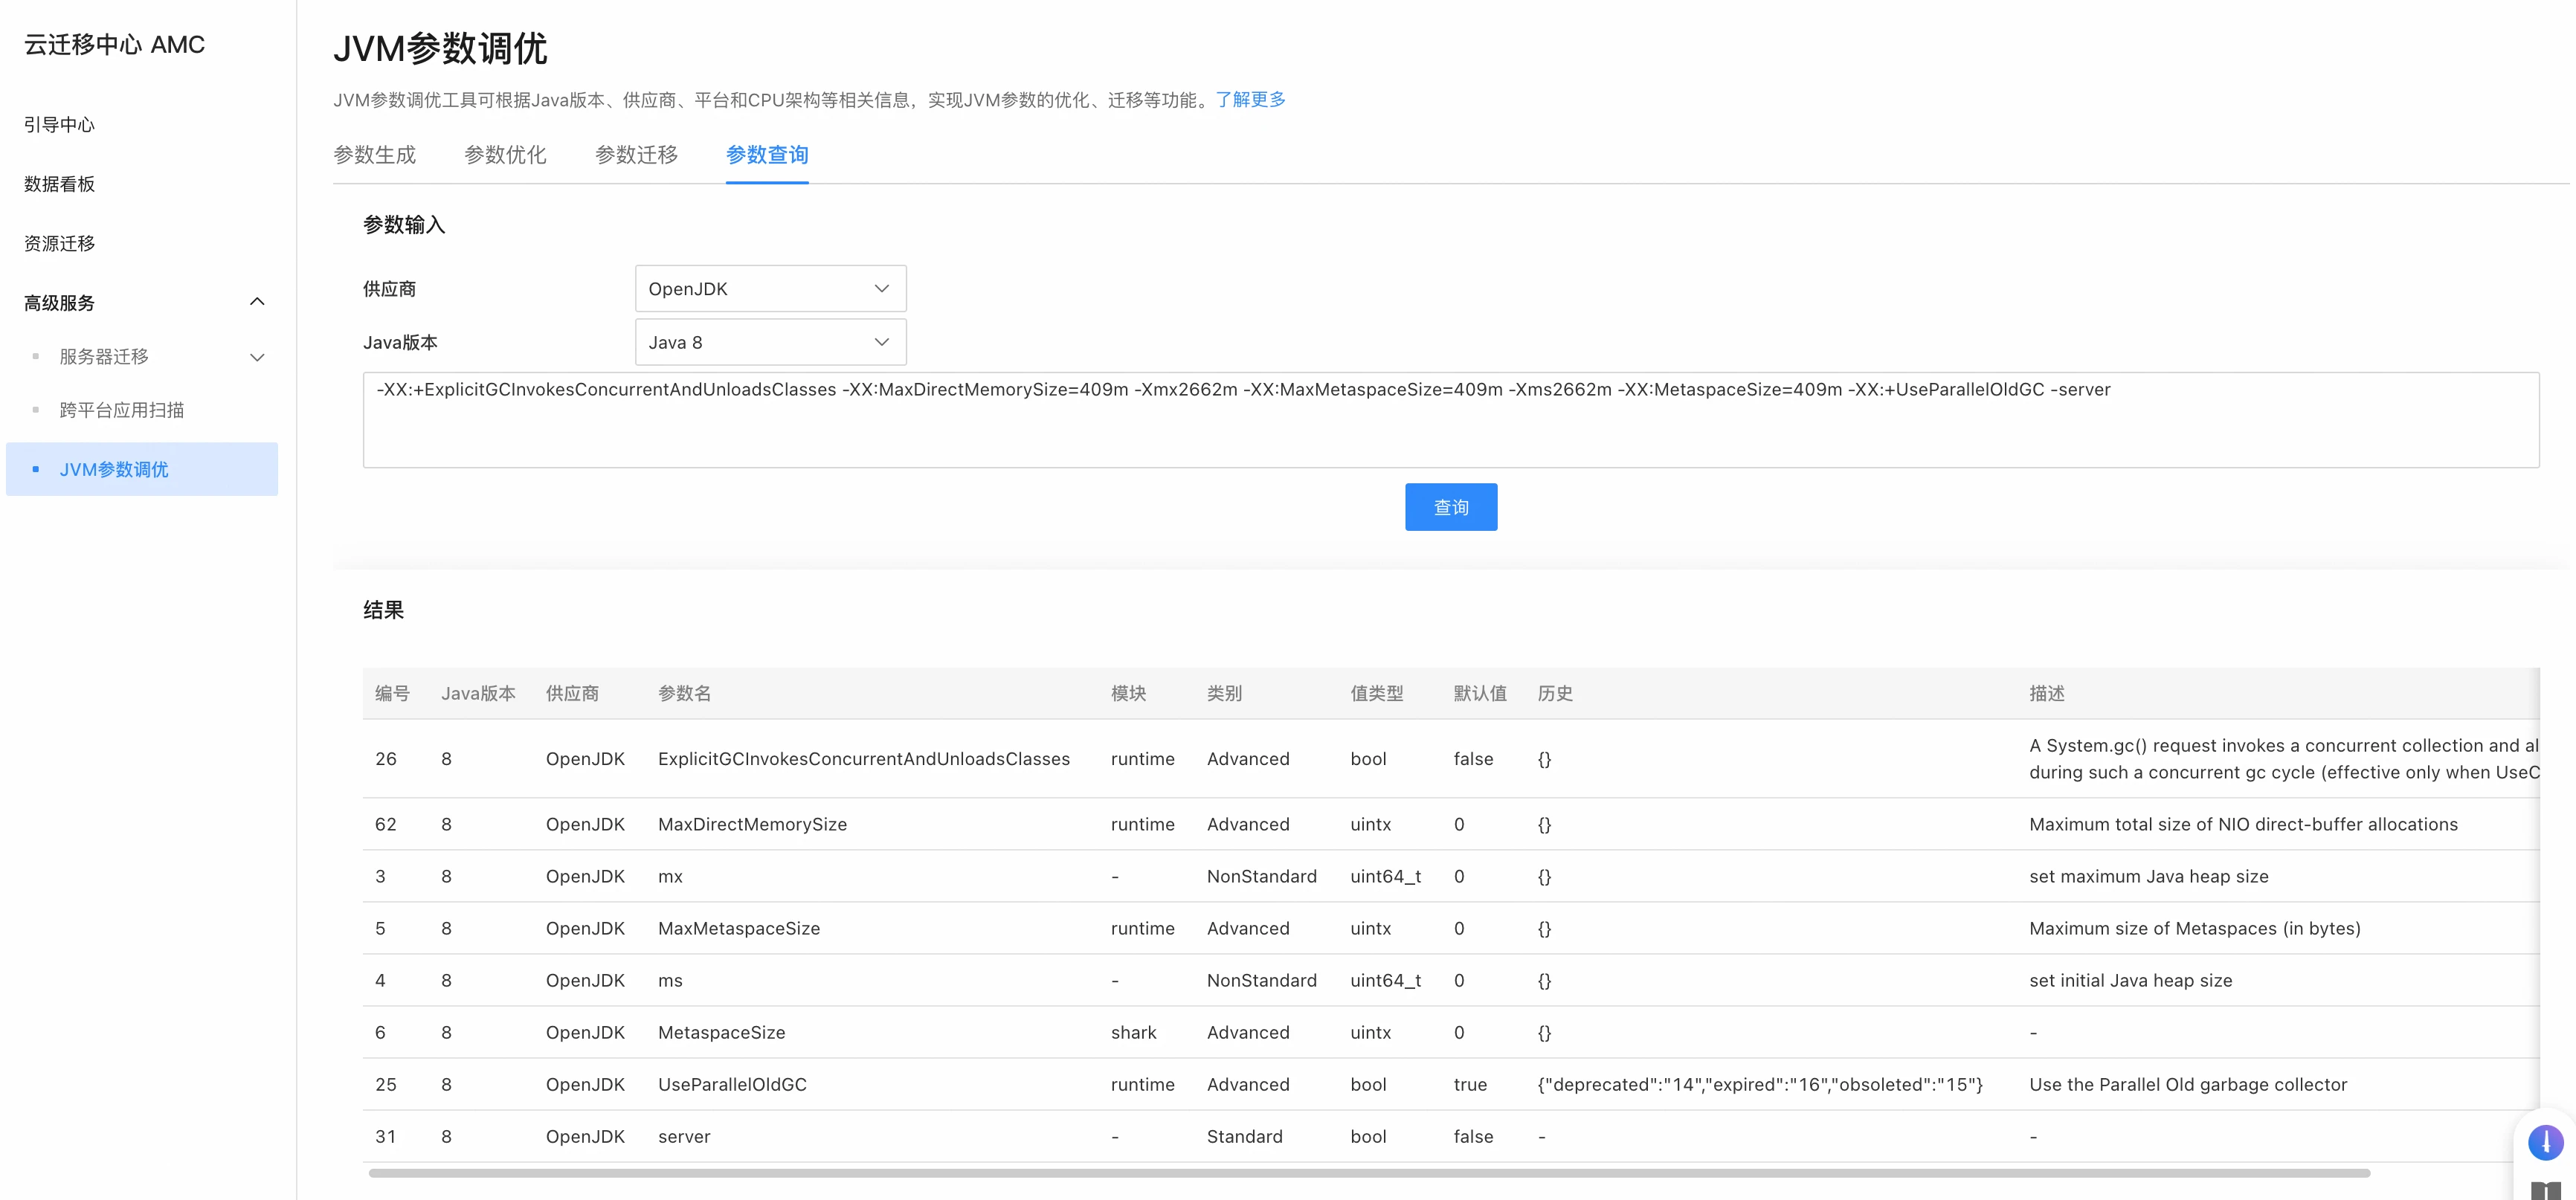 云迁移中心 AMC
引导中心
数据看板
资源迁移
高级服务
服务器迁移
跨平台应用扫描
JVM参数调优
JVM参数调优
JVM参数调优工具可根据Java版本、供应商、平台和CPU架构等相关信息，实现JVM参数的优化、迁移等功能。了解更多
参数生成 参数优化 参数迁移 参数查询
参数输入
供应商 OpenJDK
Java版本 Java 8
-XX:+ExplicitGCInvokesConcurrentAndUnloadsClasses -XX:MaxDirectMemorySize=409m -Xmx2662m -XX:MaxMetaspaceSize=409m -Xms2662m -XX:MetaspaceSize=409m -XX:+UseParallelOldGC -server
查询
结果
编号 Java版本 供应商 参数名 模块 类别 值类型 默认值 历史 描述
26 8 OpenJDK ExplicitGCInvokesConcurrentAndUnloadsClasses runtime Advanced bool false {} A System.gc() request invokes a concurrent collection and al
during such a concurrent gc cycle (effective only when UseC
62 8 OpenJDK MaxDirectMemorySize runtime Advanced uintx 0 {} Maximum total size of NIO direct-buffer allocations
3 8 OpenJDK mx - NonStandard uint64_t 0 {} set maximum Java heap size
5 8 OpenJDK MaxMetaspaceSize runtime Advanced uintx 0 {} Maximum size of Metaspaces (in bytes)
4 8 OpenJDK ms - NonStandard uint64_t 0 {} set initial Java heap size
6 8 OpenJDK MetaspaceSize shark Advanced uintx 0 {} -
25 8 OpenJDK UseParallelOldGC runtime Advanced bool true {"deprecated":"14","expired":"16","obsoleted":"15"} Use the Parallel Old garbage collector
31 8 OpenJDK server - Standard bool false - -